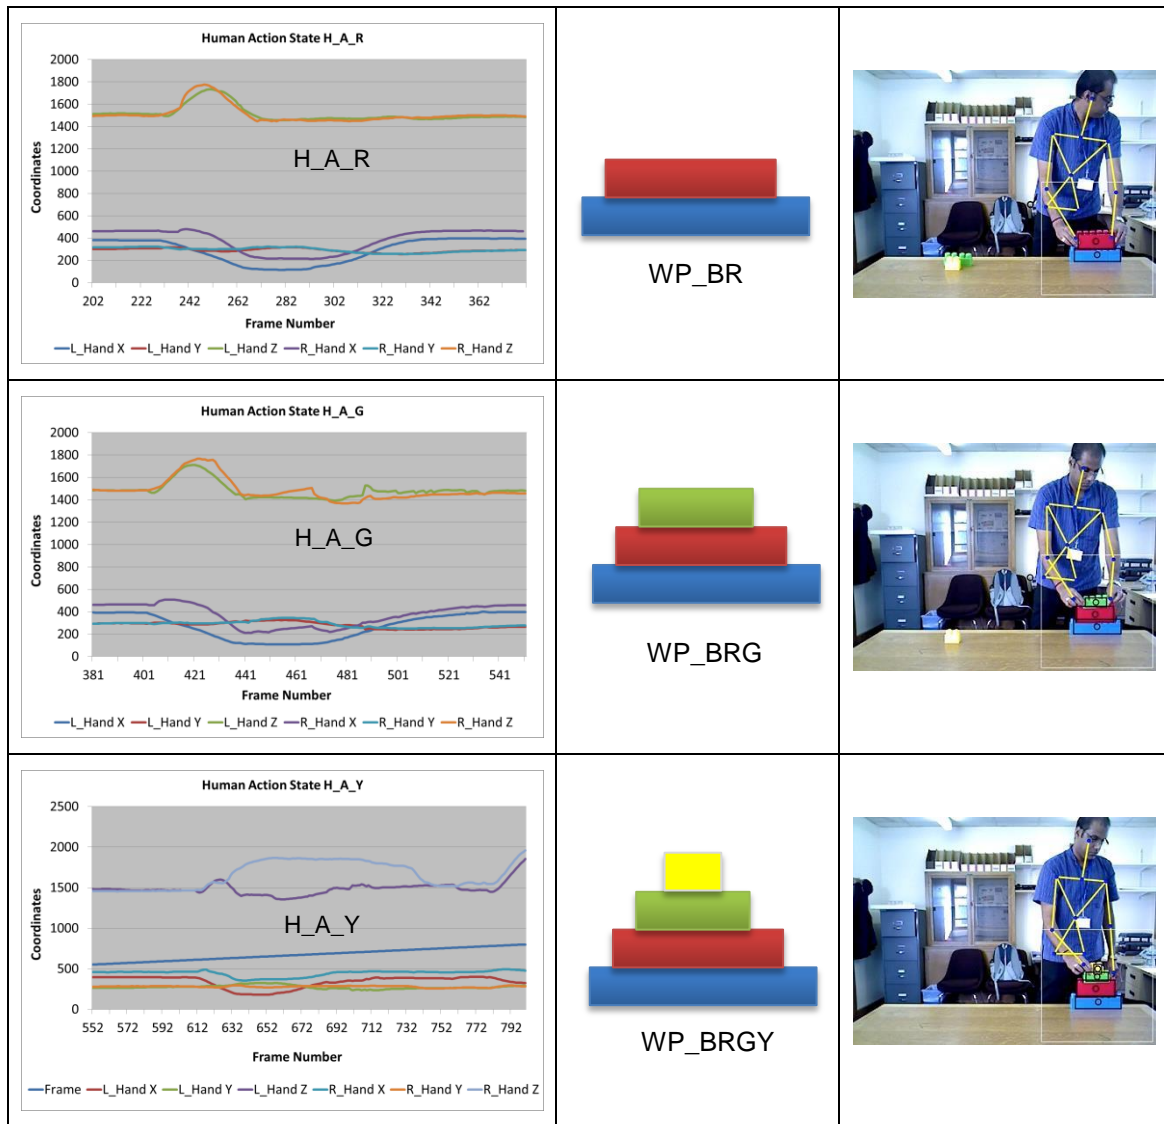 Human Action State H_A_R
2000
1800
1600
1400
1200
1000
800
600
400
200
0
Coordinates
H_A_R
202 222 242 262 282 302 322 342 362
Frame Number
L_Hand X L_Hand Y L_Hand Z R_Hand X R_Hand Y R_Hand Z
WP_BR
Human Action State H_A_G
2000
1800
1600
1400
1200
1000
800
600
400
200
0
Coordinates
H_A_G
381 401 421 441 461 481 501 521 541
Frame Number
L_Hand X L_Hand Y L_Hand Z R_Hand X R_Hand Y R_Hand Z
WP_BRG
Human Action State H_A_Y
2500
2000
1500
1000
500
0
Coordinates
H_A_Y
552 572 592 612 632 652 672 692 712 732 752 772 792
Frame Number
Frame L_Hand X L_Hand Y L_Hand Z R_Hand X R_Hand Y R_Hand Z
WP_BRGY